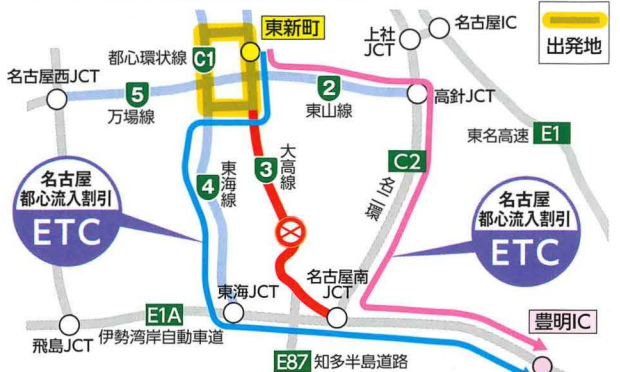 東新町
出発地
都心環状線
C1
上社
JCT
名古屋IC
名古屋西JCT
5
万場線
2
東山線
高針JCT
東名高速
E1
C2
名二環
3
大高線
4
東海線
名古屋
都心流入割引
ETC
名古屋
都心流入割引
ETC
東海JCT
名古屋南
JCT
豊明IC
E1A
伊勢湾岸自動車道
飛島JCT
E87
知多半島道路